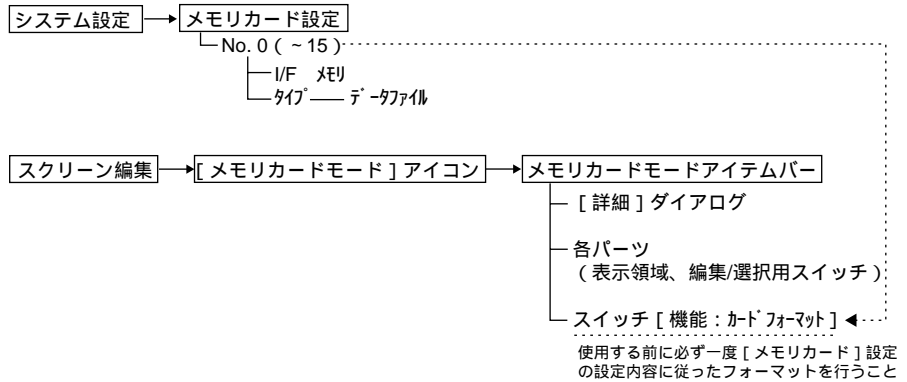 システム設定 メモリカード設定
No. 0 ( ~ 15 )
I/F ﾒﾓﾘ
ﾀｲﾌﾟ ﾃﾞｰﾀﾌｧｲﾙ
スクリーン編集 [ メモリカードモード ] アイコン メモリカードモードアイテムバー
[ 詳細 ] ダイアログ
各パーツ
( 表示領域、編集/選択用スイッチ )
スイッチ [ 機能 : ｶｰﾄﾞﾌｫｰﾏｯﾄ ]
使用する前に必ず一度 [ メモリカード ] 設定
の設定内容に従ったフォーマットを行うこと